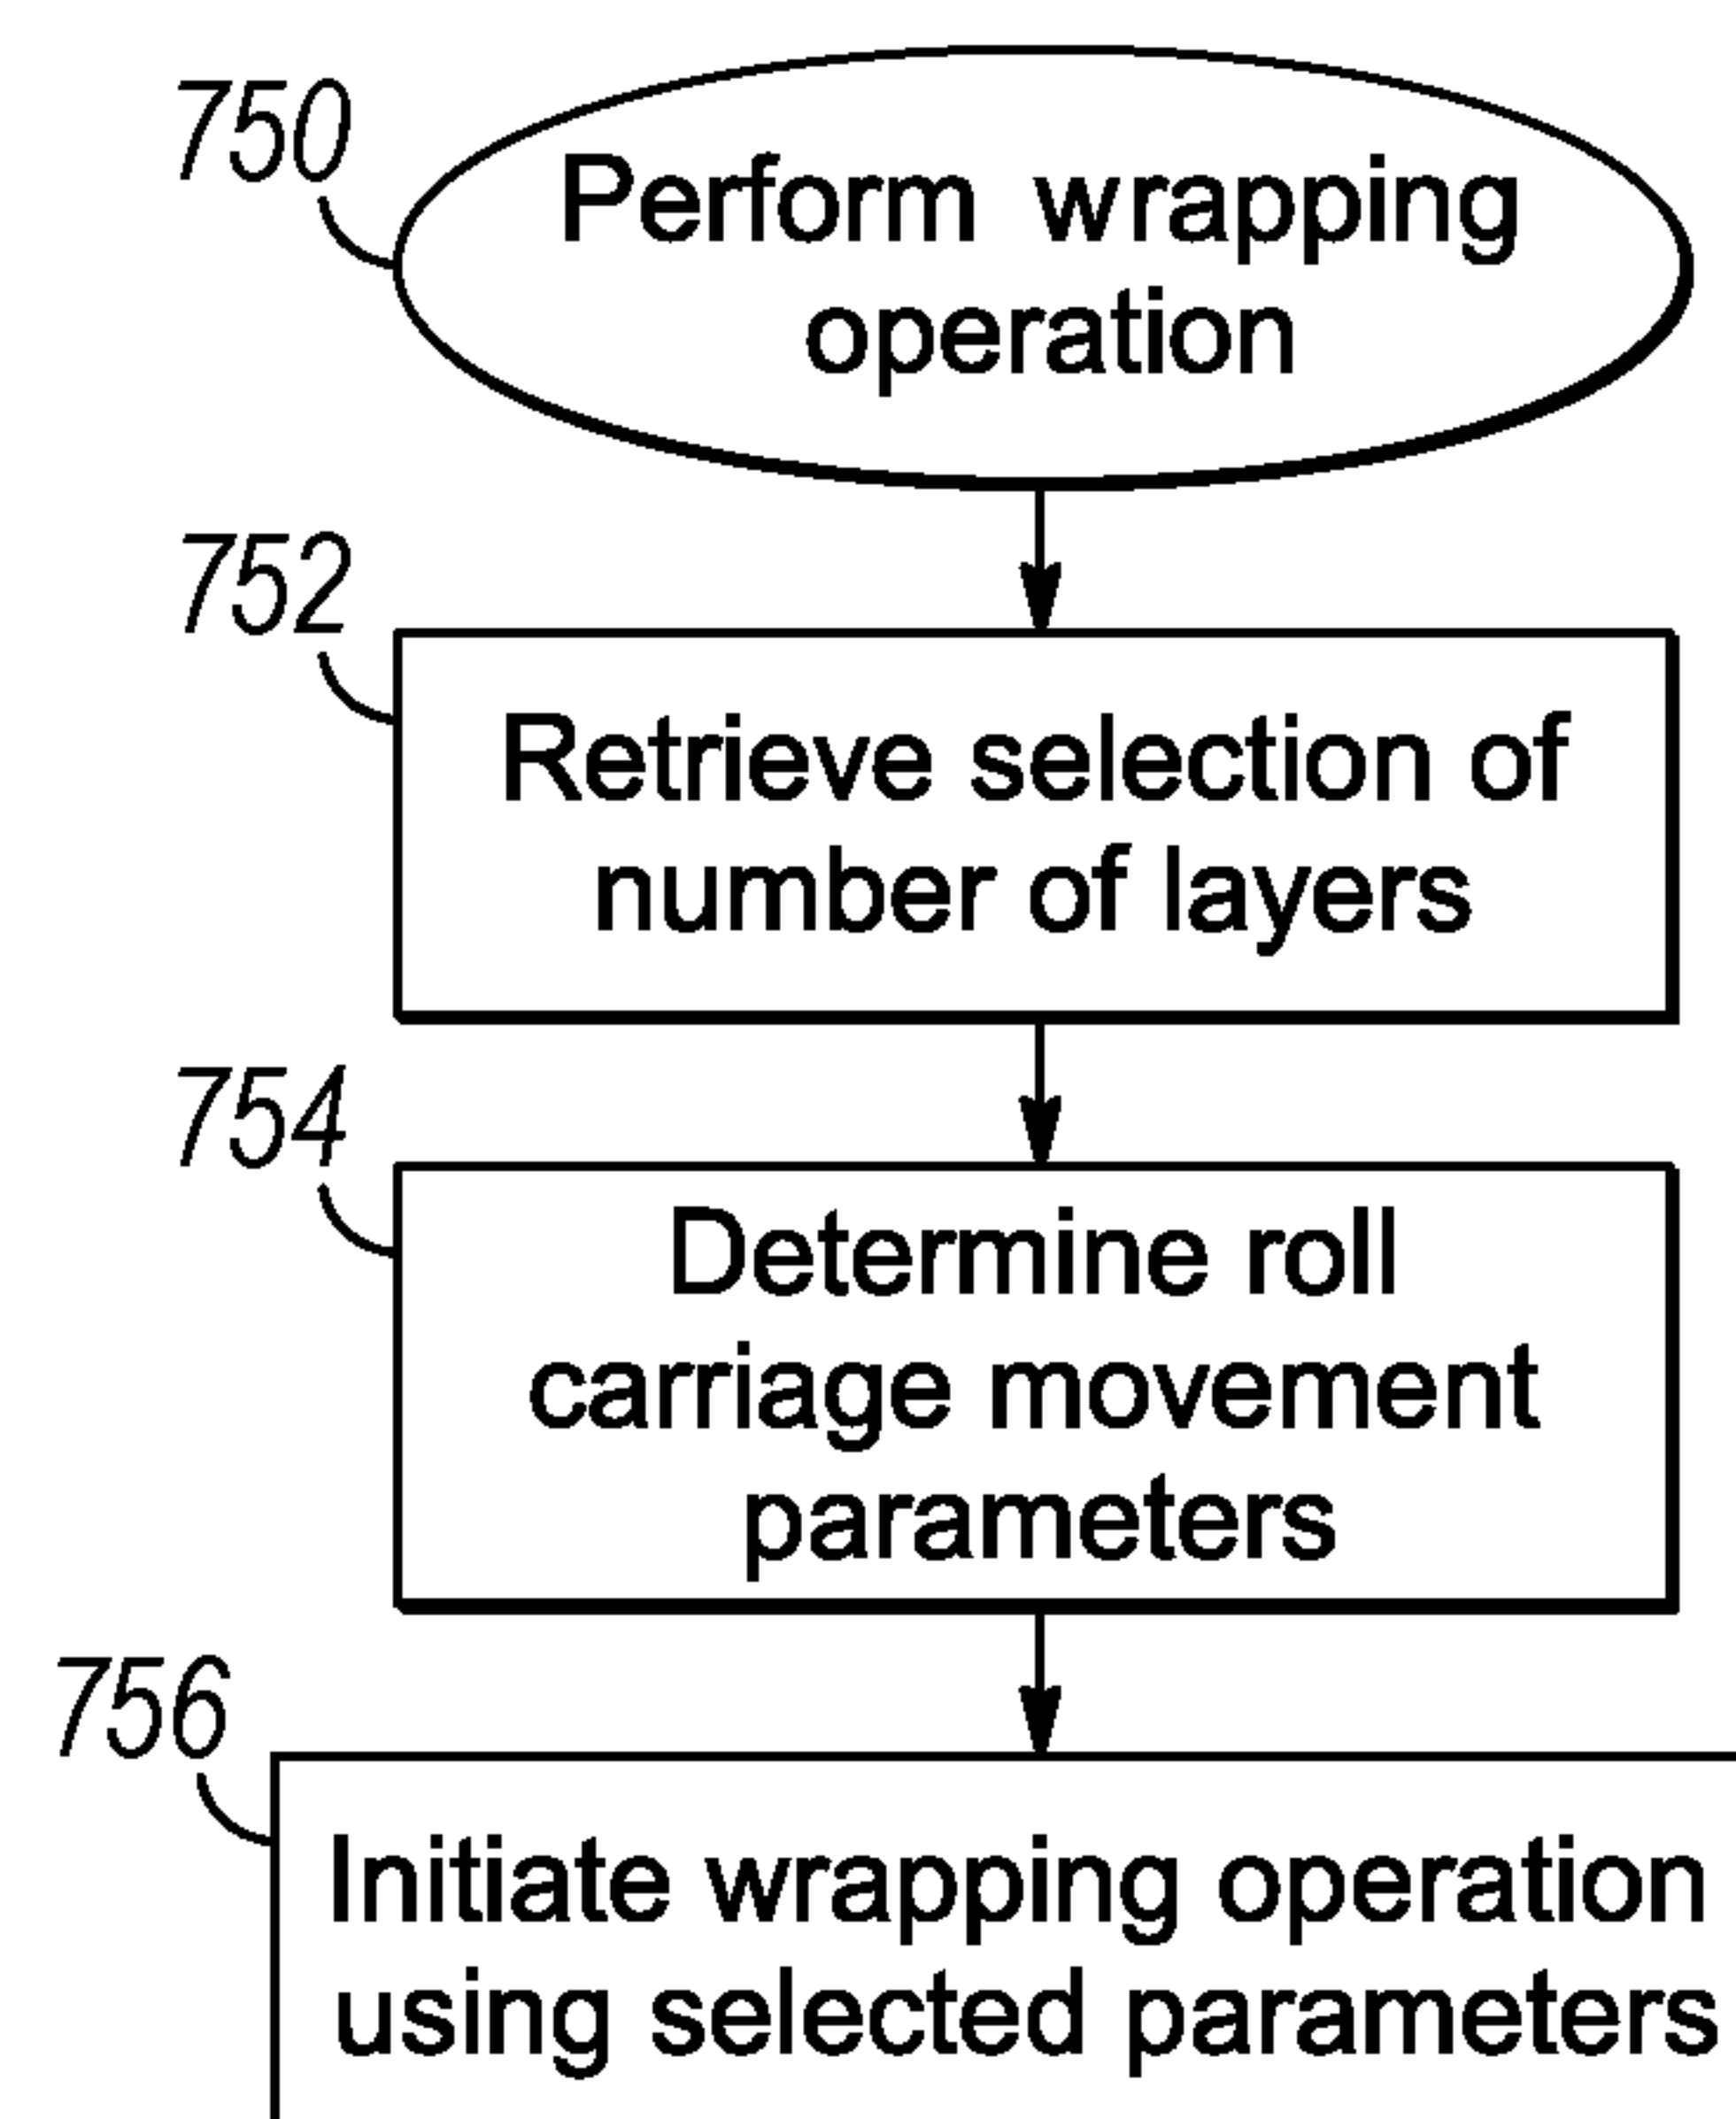 750
Perform wrapping
operation
752
Retrieve selection of
number of layers
754
Determine roll
carriage movement
parameters
756
Initiate wrapping operation
using selected parameters